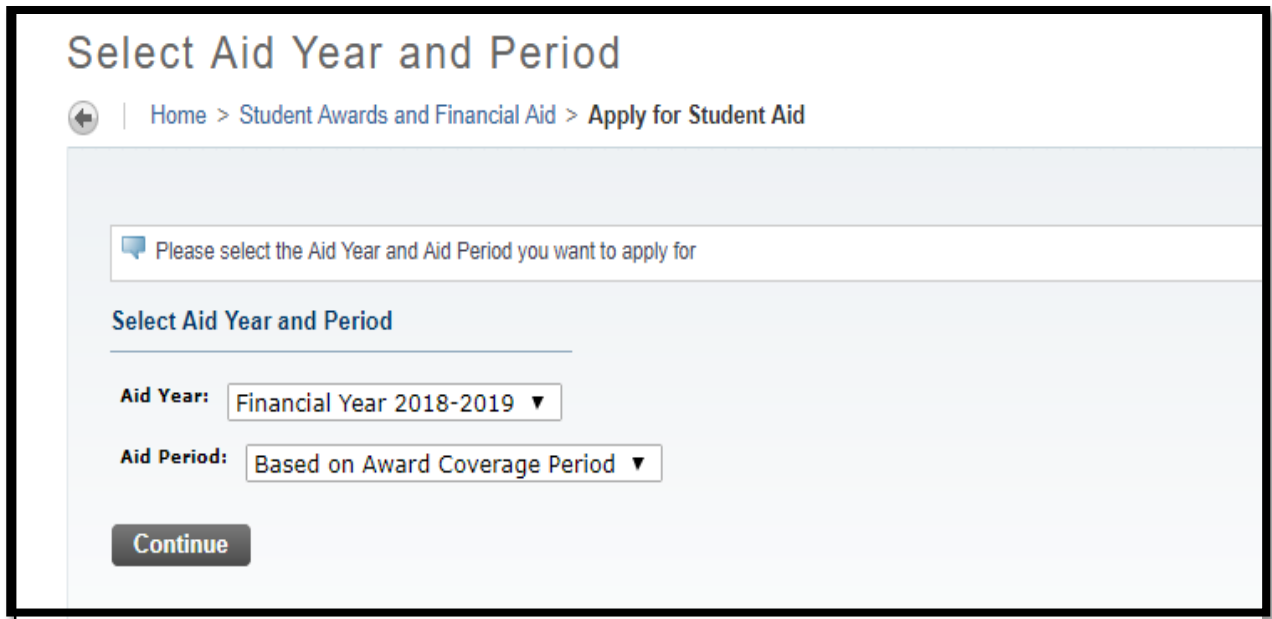 Select Aid Year and Period
Home > Student Awards and Financial Aid > Apply for Student Aid
Please select the Aid Year and Aid Period you want to apply for
Select Aid Year and Period
Aid Year: Financial Year 2018-2019 ▼
Aid Period: Based on Award Coverage Period ▼
Continue